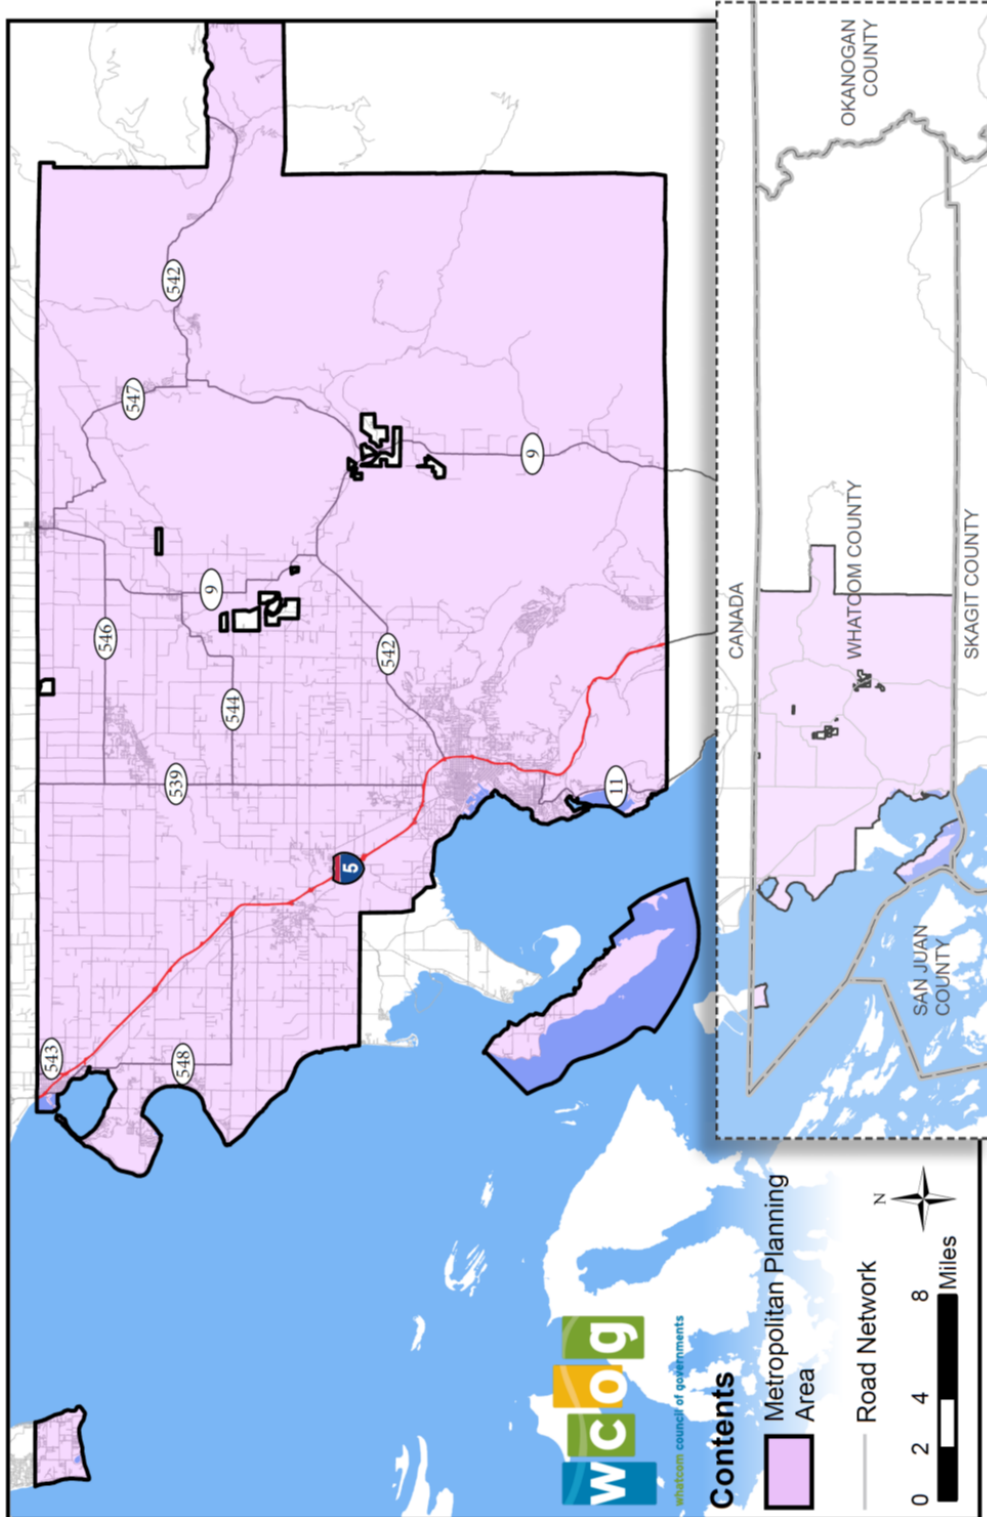 543
548
5
539
546
544
9
547
542
542
9
11
wcog
whatcom council of governments
Contents
Metropolitan Planning
Area
Road Network
0 2 4 8
Miles
N
CANADA
WHATCOM COUNTY
OKANOGAN
COUNTY
SAN JUAN
COUNTY
SKAGIT COUNTY